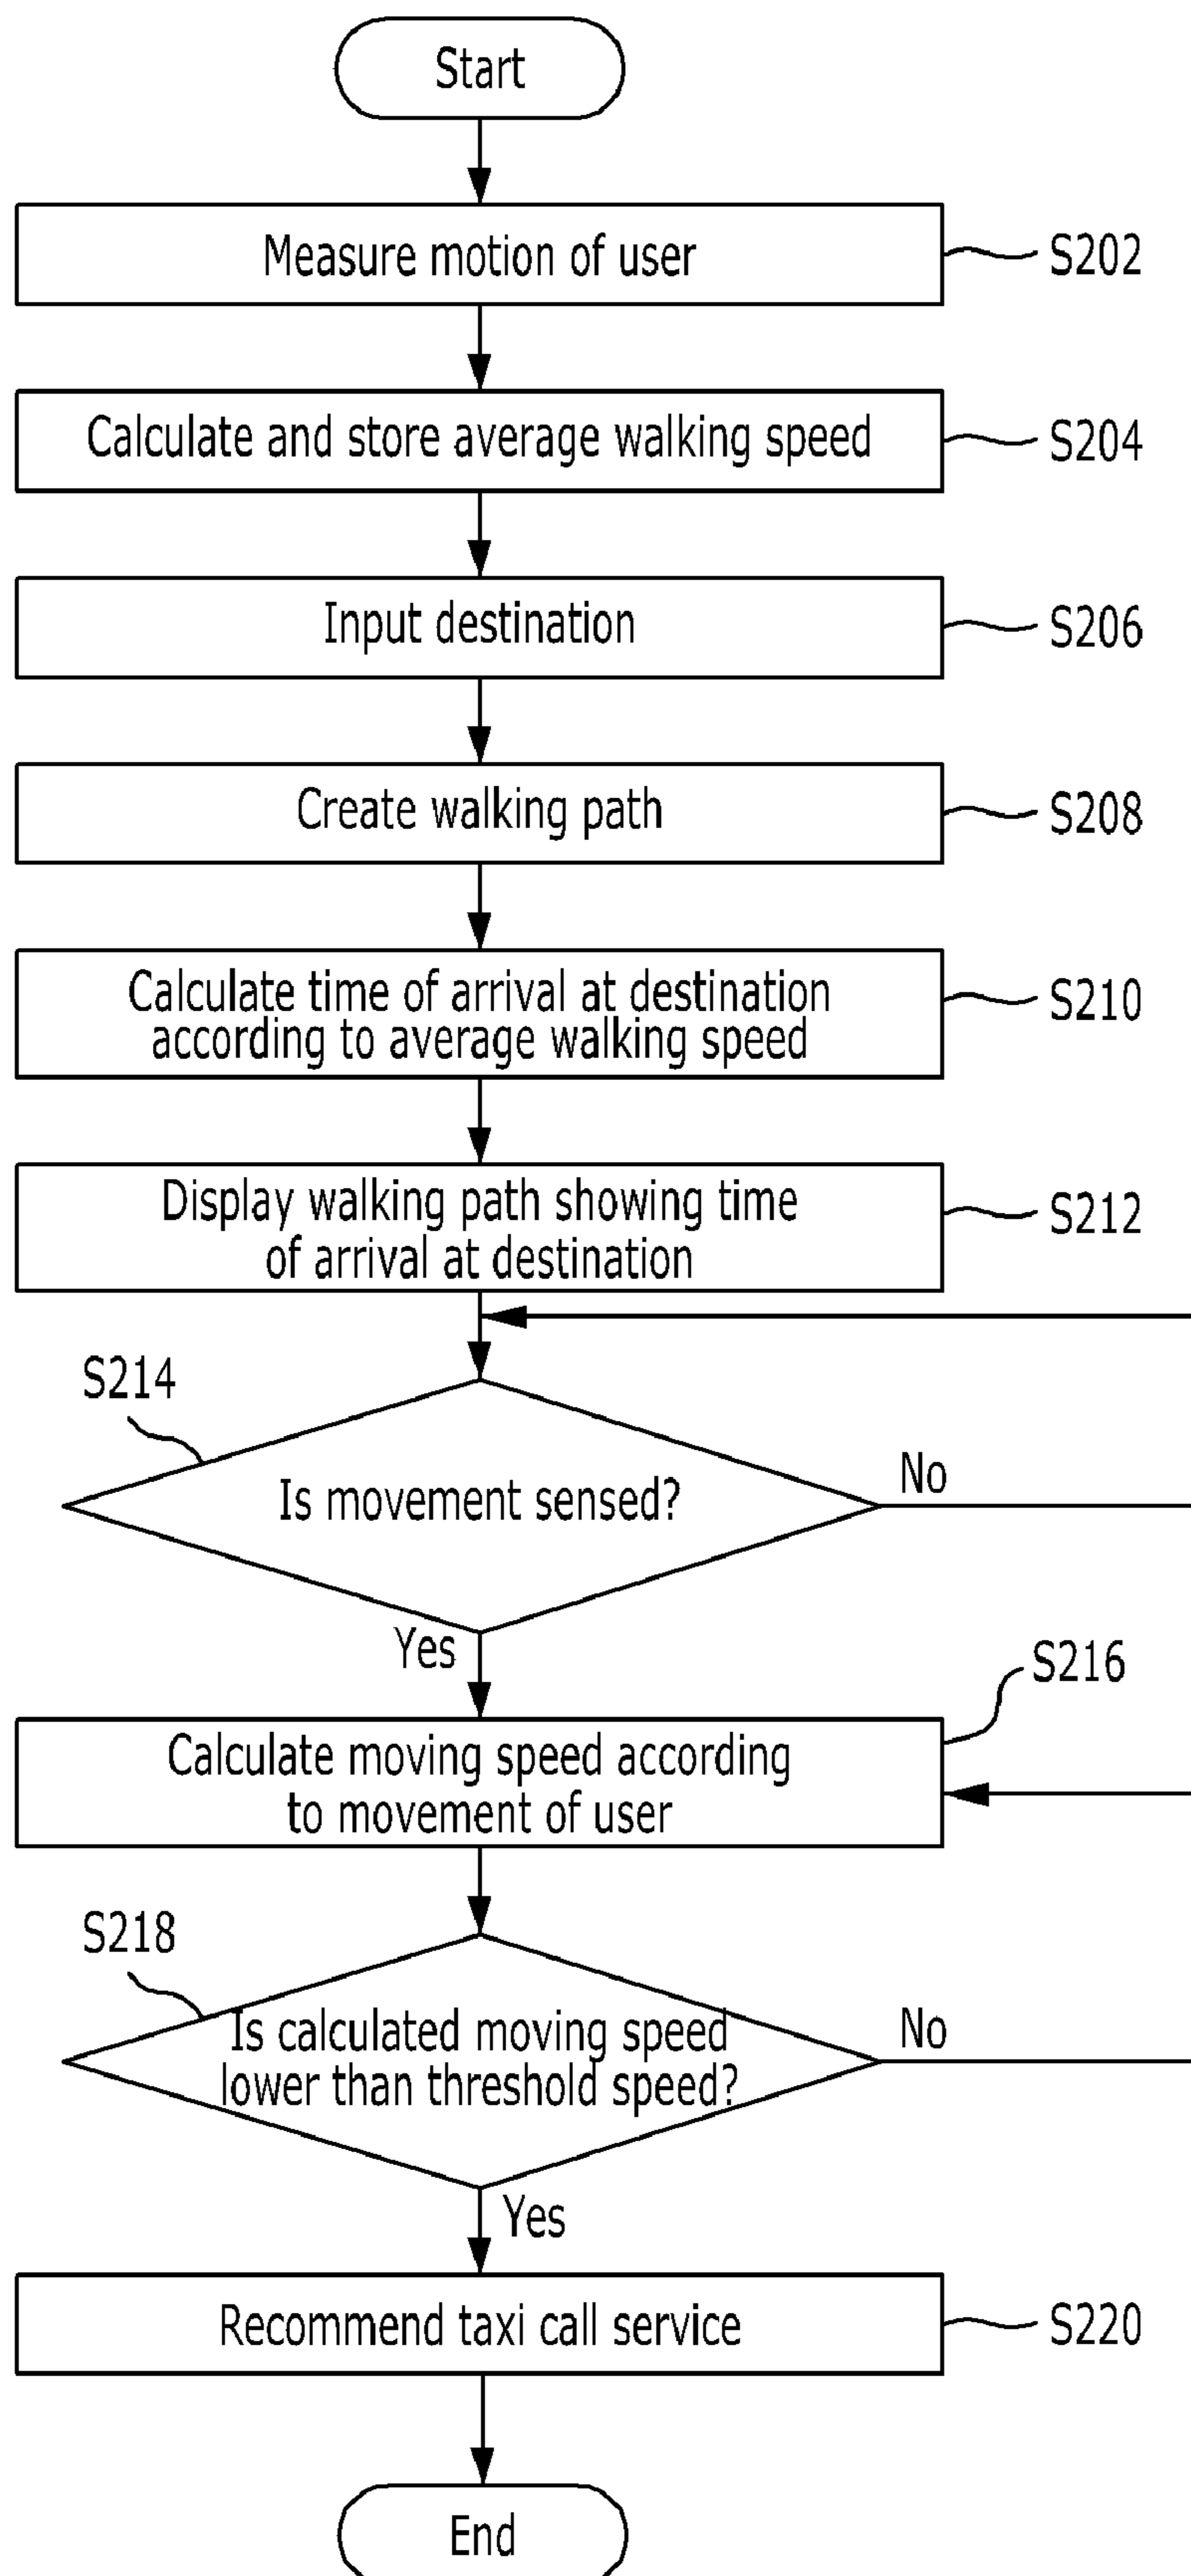 Start
Measure motion of user
S202
Calculate and store average walking speed
S204
Input destination
S206
Create walking path
S208
Calculate time of arrival at destination
according to average walking speed
S210
Display walking path showing time
of arrival at destination
S212
S214
Is movement sensed?
No
Yes
S216
Calculate moving speed according
to movement of user
S218
Is calculated moving speed
lower than threshold speed?
No
Yes
Recommend taxi call service
S220
End